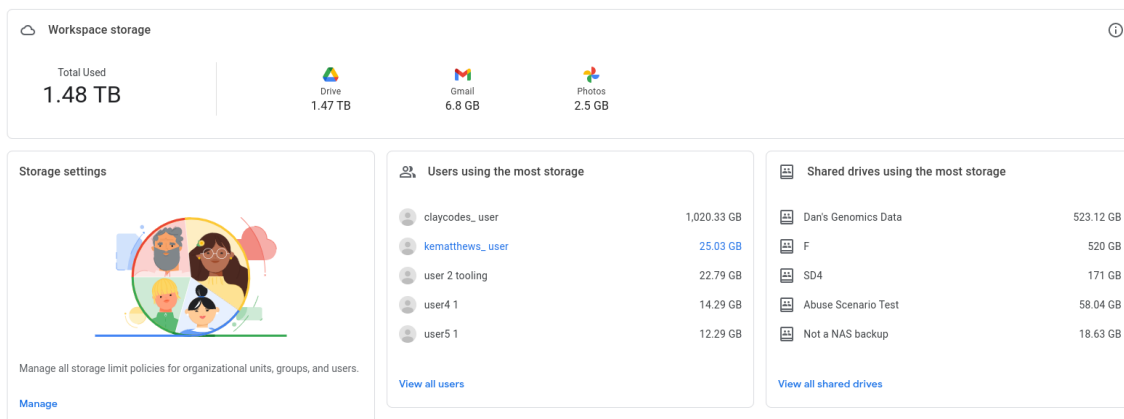 Workspace storage
Total Used
1.48 TB
Drive
1.47 TB
Gmail
6.8 GB
Photos
2.5 GB
Storage settings
Manage all storage limit policies for organizational units, groups, and users.
Manage
Users using the most storage
claycodes_ user 1,020.33 GB
kematthews_ user 25.03 GB
user 2 tooling 22.79 GB
user4 1 14.29 GB
user5 1 12.29 GB
View all users
Shared drives using the most storage
Dan's Genomics Data 523.12 GB
F 520 GB
SD4 171 GB
Abuse Scenario Test 58.04 GB
Not a NAS backup 18.63 GB
View all shared drives